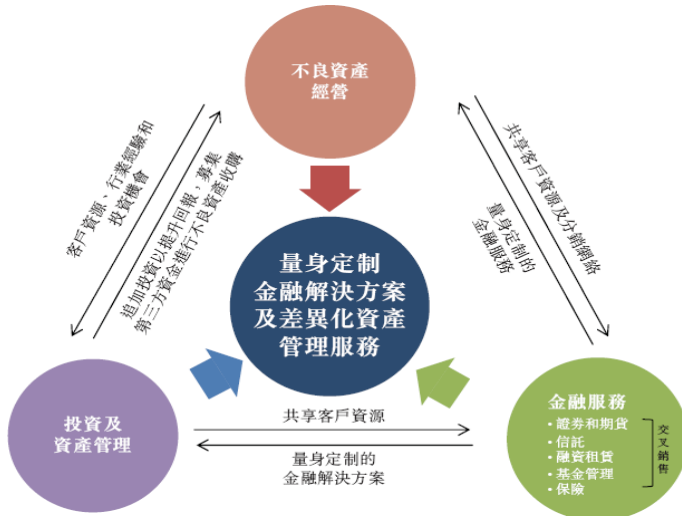 不良資產
經營
客戶資源、行業經驗和
投資機會
追加投資以提升回報，募集
第三方資金進行不良資產收購
共享客戶資源及分銷網絡
量身定制的
金融服務
量身定制
金融解決方案
及差異化資產
管理服務
投資及
資產管理
共享客戶資源
量身定制的
金融解決方案
金融服務
·證券和期貨
·信託
·融資租賃
·基金管理
·保險
交叉銷售